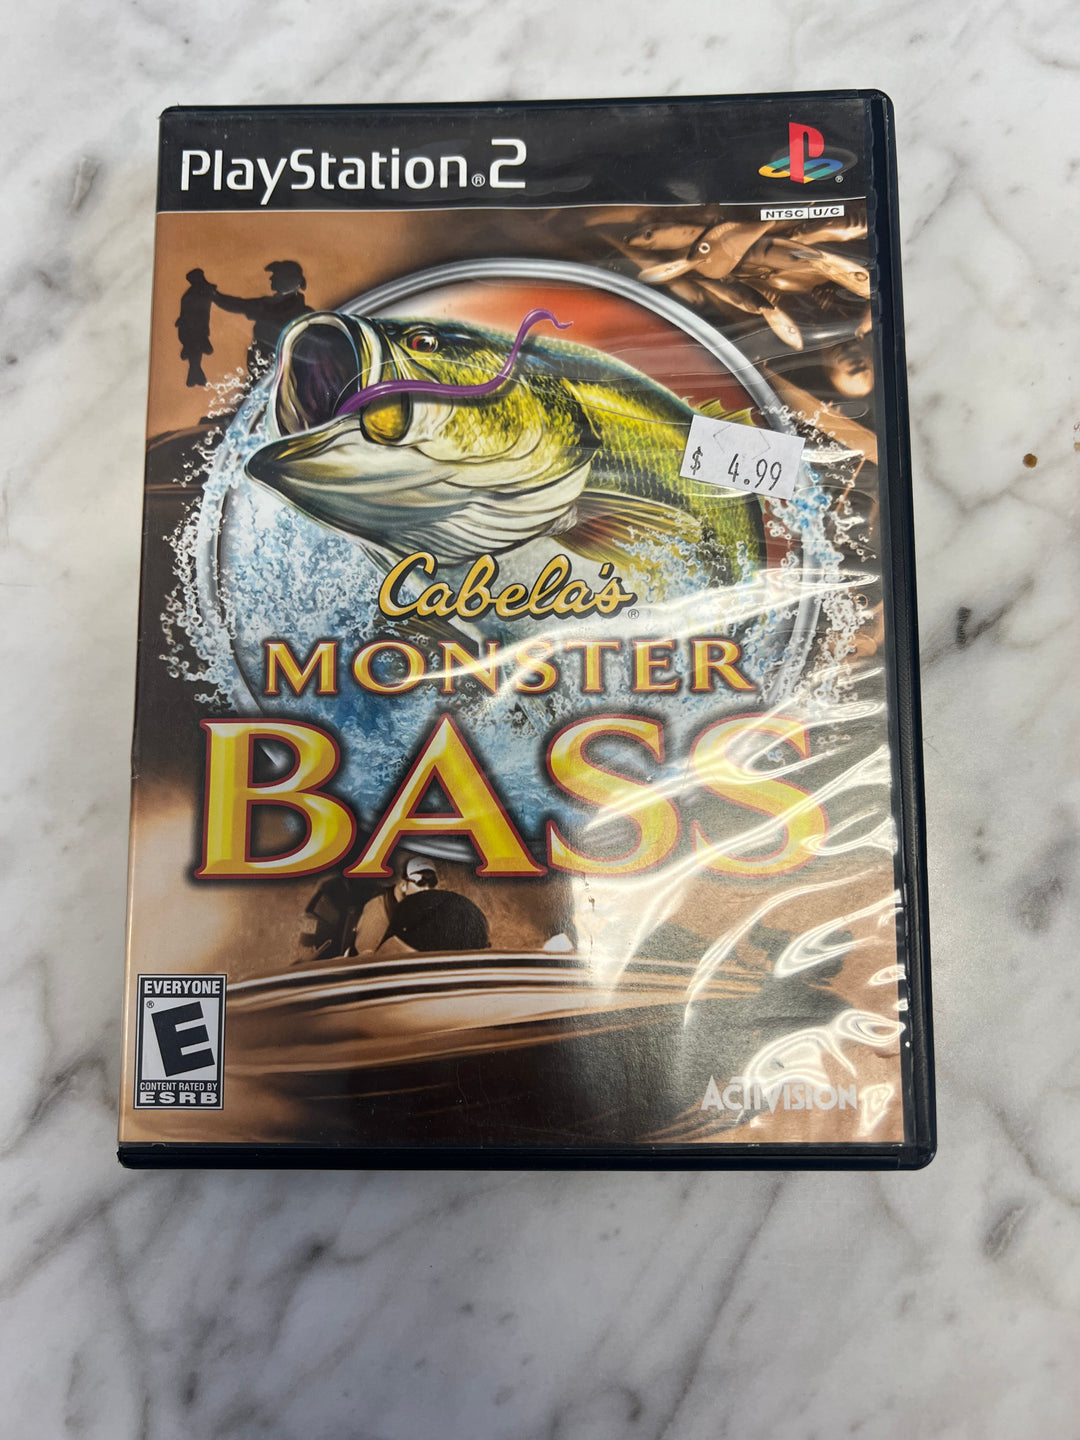 PlayStation®2
NTSC U/C
$ 4.99
Cabela's®
MONSTER
BASS
EVERYONE
E
®
CONTENT RATED BY
ESRB
ACTIVISION